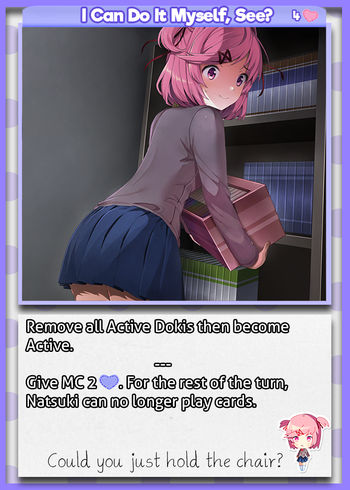 I Can Do It Myself, See? 4
Remove all Active Dokis then become
Active.
---
Give MC 2 . For the rest of the turn,
Natsuki can no longer play cards.
Could you just hold the chair?